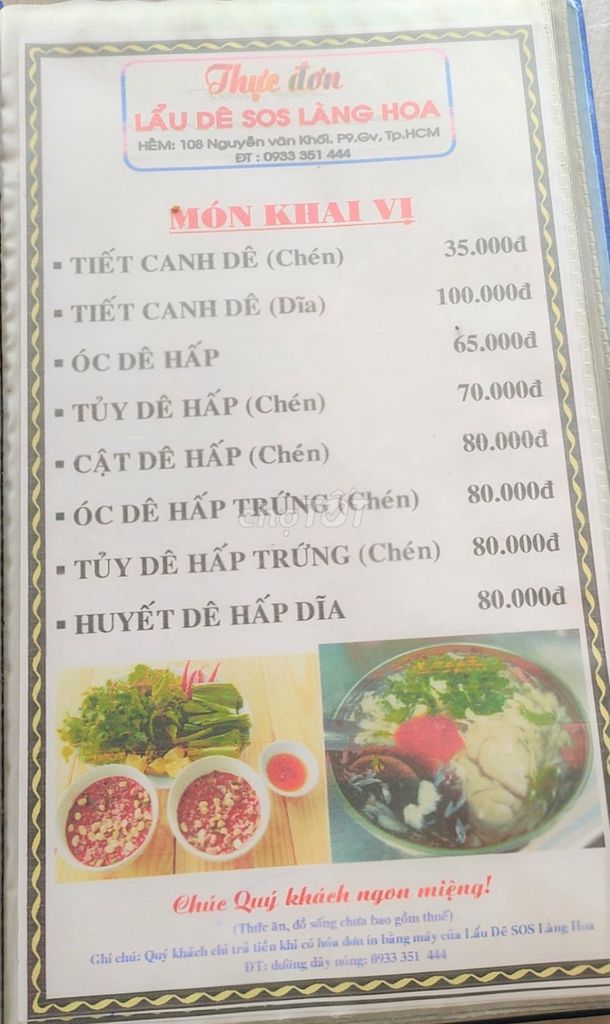 Thực đơn
LẨU DÊ SOS LÀNG HOA
HẺM: 108 Nguyễn văn Khối. P9.Gv, Tp.HCM
ĐT : 0933 351 444
MÓN KHAI VỊ
▪ TIẾT CANH DÊ (Chén) 35.000đ
▪ TIẾT CANH DÊ (Dĩa) 100.000đ
▪ ÓC DÊ HẤP 65.000đ
▪ TỦY DÊ HẤP (Chén) 70.000đ
▪ CẬT DÊ HẤP (Chén) 80.000đ
▪ ÓC DÊ HẤP TRỨNG (Chén) 80.000đ
chợTỐT
▪ TỦY DÊ HẤP TRỨNG (Chén) 80.000đ
▪ HUYẾT DÊ HẤP DĨA 80.000đ
Chúc Quý khách ngon miệng!
(Thức ăn, đồ sống chưa bao gồm thuế)
Ghi chú: Quý khách chỉ trả tiền khi có hóa đơn in bằng máy của Lẩu Dê SOS Làng Hoa
ĐT: đường dây nóng: 0933 351 444